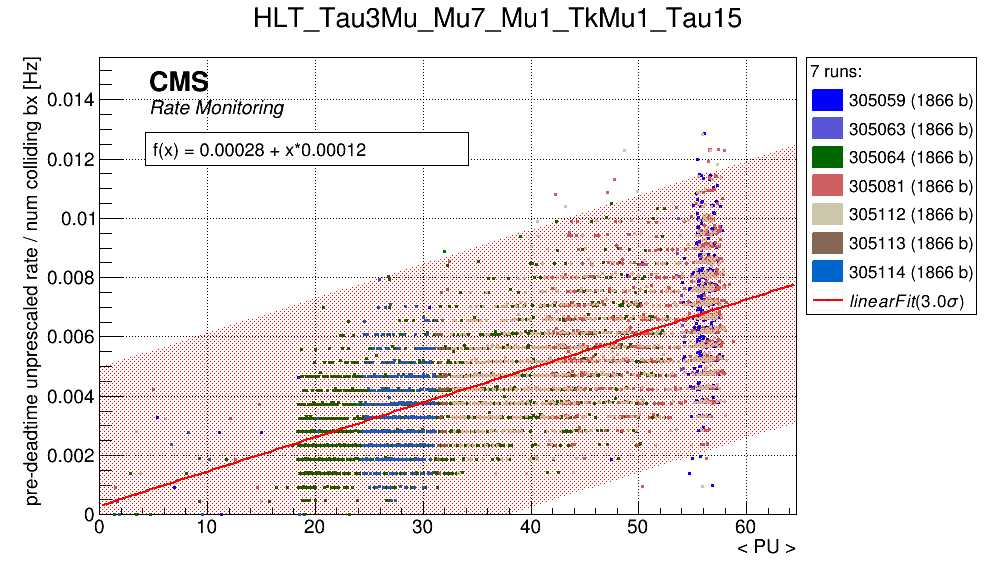 HLT_Tau3Mu_Mu7_Mu1_TkMu1_Tau15
pre-deadtime unprescaled rate / num colliding bx [Hz]
0.014
0.012
0.01
0.008
0.006
0.004
0.002
0
CMS
Rate Monitoring
f(x) = 0.00028 + x*0.00012
0 10 20 30 40 50 60
< PU >
7 runs:
305059 (1866 b)
305063 (1866 b)
305064 (1866 b)
305081 (1866 b)
305112 (1866 b)
305113 (1866 b)
305114 (1866 b)
linearFit(3.0σ)